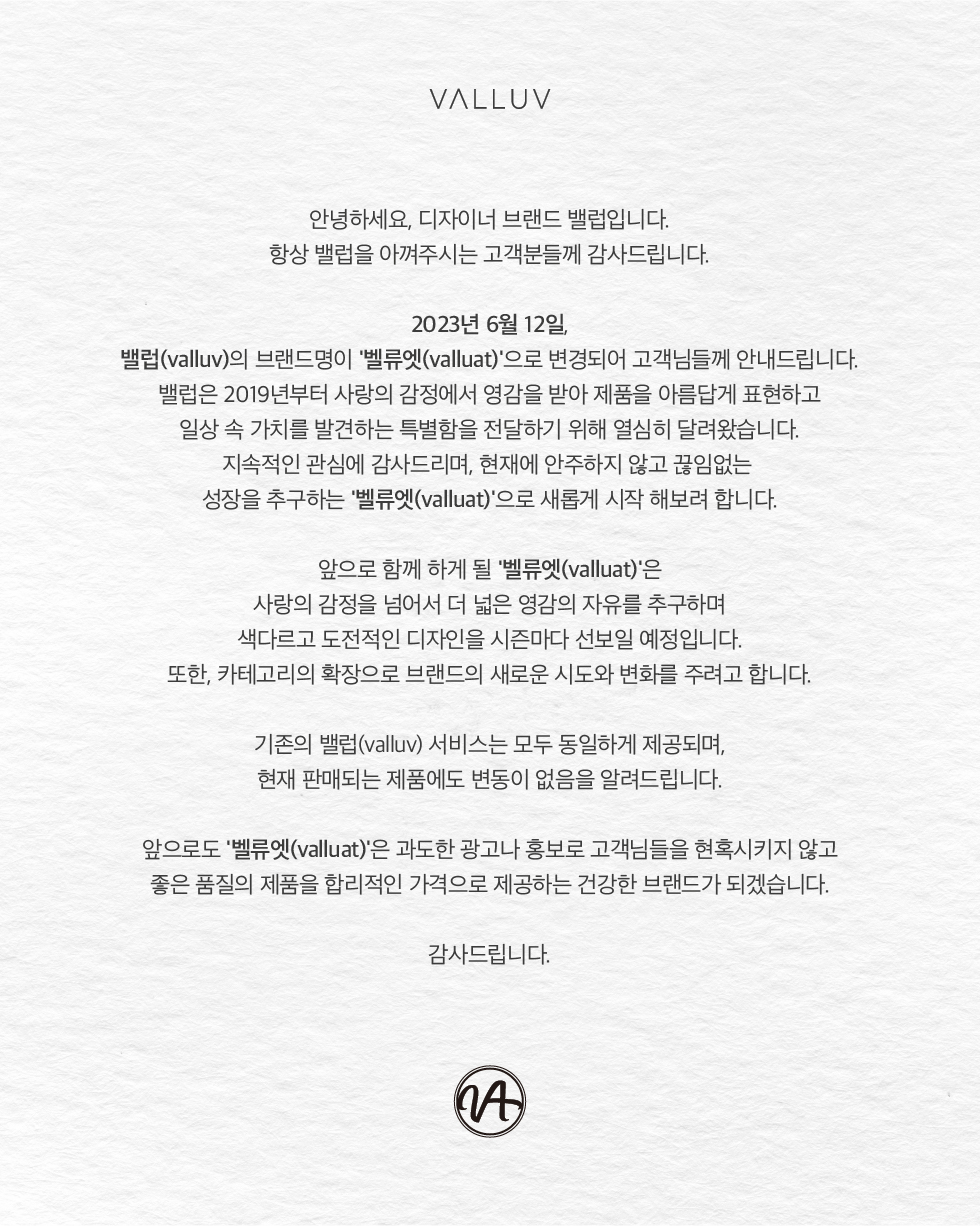 VALLUV
안녕하세요, 디자이너 브랜드 밸럽입니다.
항상 밸럽을 아껴주시는 고객분들께 감사드립니다.
2023년 6월 12일,
밸럽(valluv)의 브랜드명이 '벨류엣(valluat)'으로 변경되어 고객님들께 안내드립니다.
밸럽은 2019년부터 사랑의 감정에서 영감을 받아 제품을 아름답게 표현하고
일상 속 가치를 발견하는 특별함을 전달하기 위해 열심히 달려왔습니다.
지속적인 관심에 감사드리며, 현재에 안주하지 않고 끊임없는
성장을 추구하는 '벨류엣(valluat)'으로 새롭게 시작 해보려 합니다.
앞으로 함께 하게 될 '벨류엣(valluat)'은
사랑의 감정을 넘어서 더 넓은 영감의 자유를 추구하며
색다르고 도전적인 디자인을 시즌마다 선보일 예정입니다.
또한, 카테고리의 확장으로 브랜드의 새로운 시도와 변화를 주려고 합니다.
기존의 밸럽(valluv) 서비스는 모두 동일하게 제공되며,
현재 판매되는 제품에도 변동이 없음을 알려드립니다.
앞으로도 '벨류엣(valluat)'은 과도한 광고나 홍보로 고객님들을 현혹시키지 않고
좋은 품질의 제품을 합리적인 가격으로 제공하는 건강한 브랜드가 되겠습니다.
감사드립니다.
VA